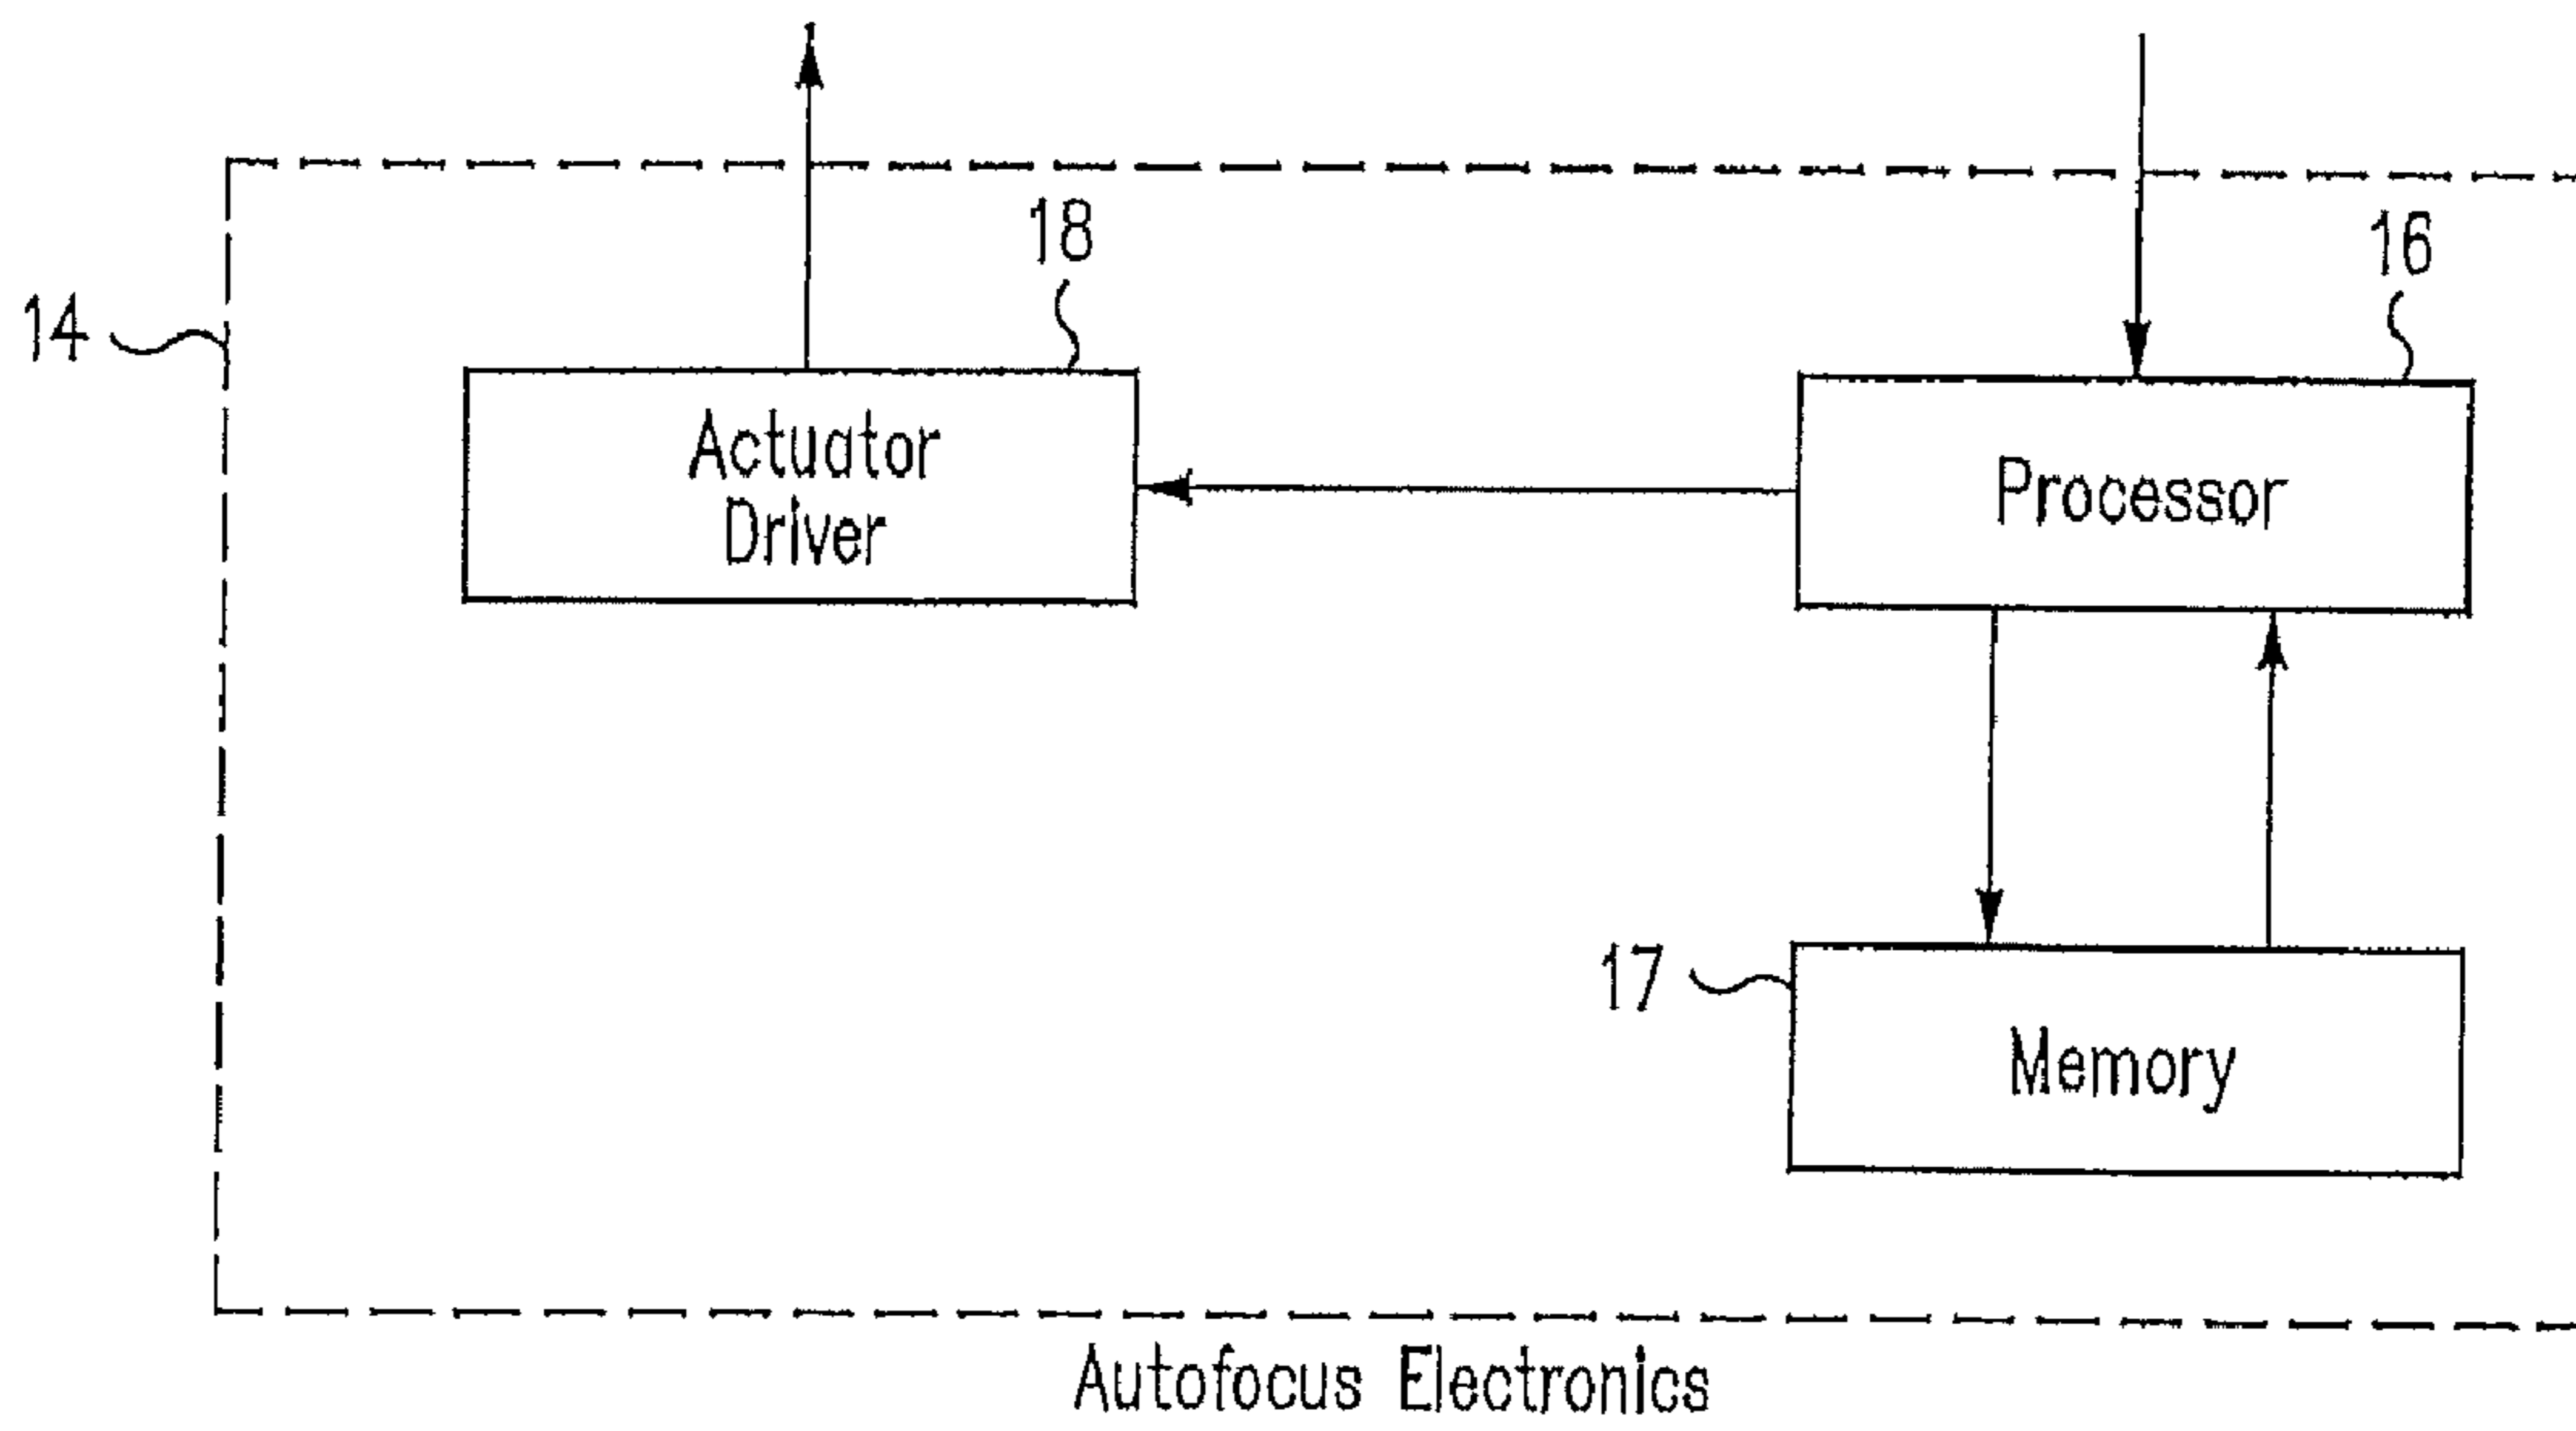 18
16
14
Actuator
Driver
Processor
17
Memory
Autofocus Electronics